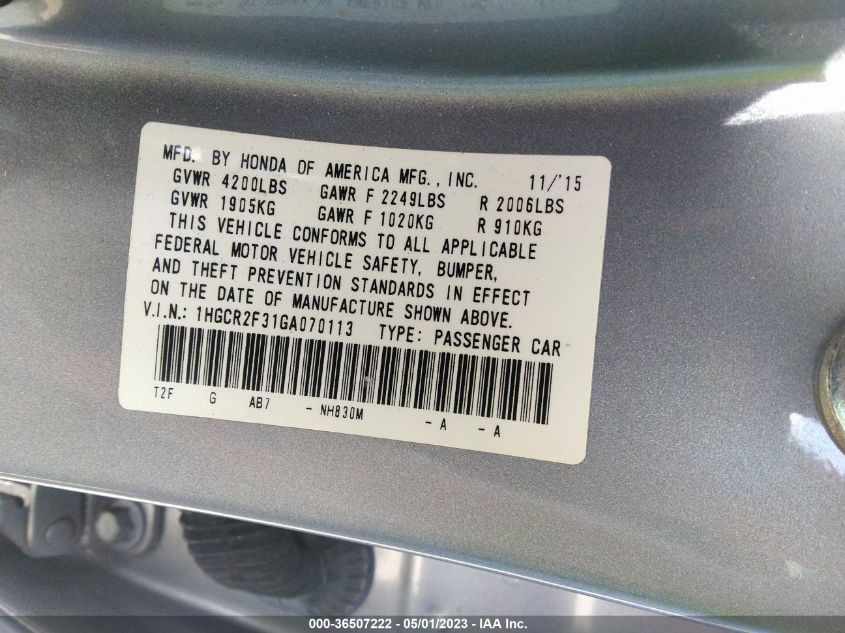 MFD. BY HONDA OF AMERICA MFG., INC. 11/'15
GVWR 4200LBS GAWR F 2249LBS R 2006LBS
GVWR 1905KG GAWR F 1020KG R 910KG
THIS VEHICLE CONFORMS TO ALL APPLICABLE
FEDERAL MOTOR VEHICLE SAFETY, BUMPER,
AND THEFT PREVENTION STANDARDS IN EFFECT
ON THE DATE OF MANUFACTURE SHOWN ABOVE.
V.I.N.: 1HGCR2F31GA070113 TYPE: PASSENGER CAR
T2F G AB7 - NH830M - A - A
000-36507222 - 05/01/2023 - IAA Inc.